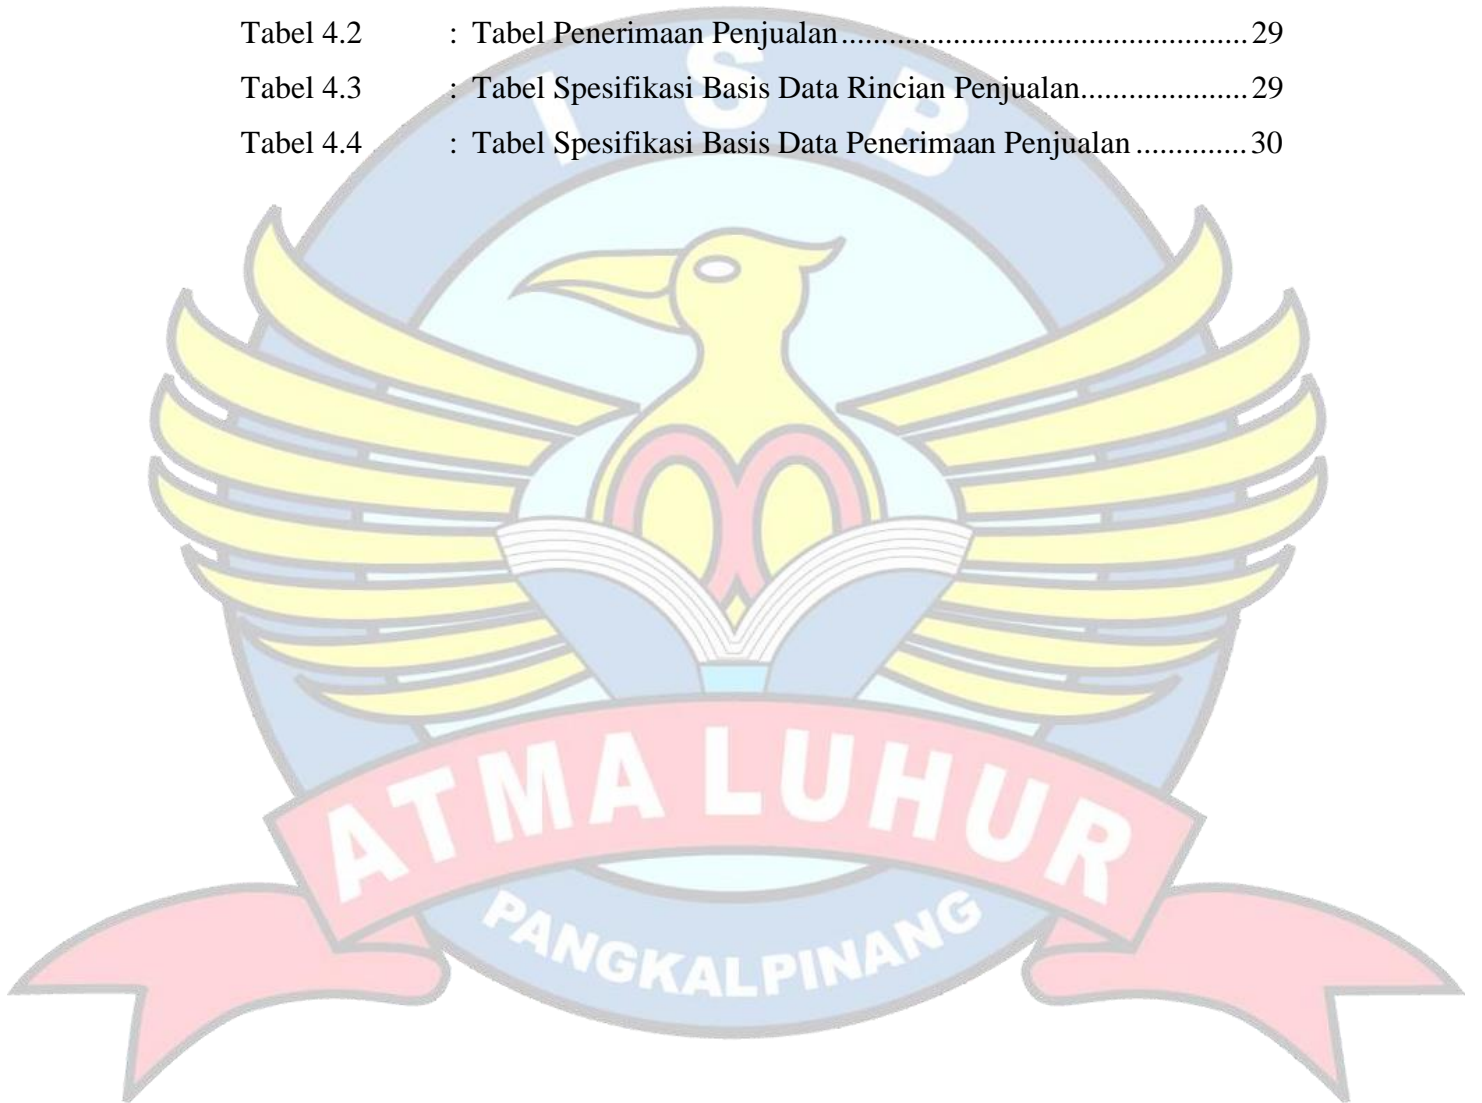 Tabel 4.2 : Tabel Penerimaan Penjualan................................................... 29
Tabel 4.3 : Tabel Spesifikasi Basis Data Rincian Penjualan..................... 29
Tabel 4.4 : Tabel Spesifikasi Basis Data Penerimaan Penjualan .............. 30
I S B
ATMA LUHUR
PANGKALPINANG